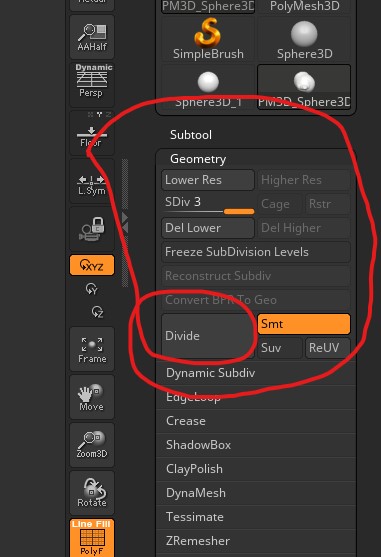 Actual
PM3D_Sphere3D PolyMesh3D
AAHalf
SimpleBrush Sphere3D
Dynamic
Persp
Sphere3D_1 PM3D_Sphere3D
Floor
Subtool
Geometry
Lower Res Higher Res
L.Sym
SDiv 3 Cage Rstr
Del Lower Del Higher
Freeze SubDivision Levels
XYZ
Reconstruct Subdiv
Y
Convert BPR To Geo
Z
Divide Smt
Suv ReUV
Frame
Dynamic Subdiv
EdgeLoop
Move
Crease
ShadowBox
Zoom3D
ClayPolish
DynaMesh
Rotate
Tessimate
Line Fill
ZRemesher
PolyF